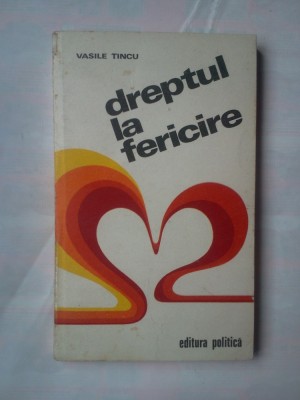 VASILE TINCU
dreptul
la
fericire
editura politică